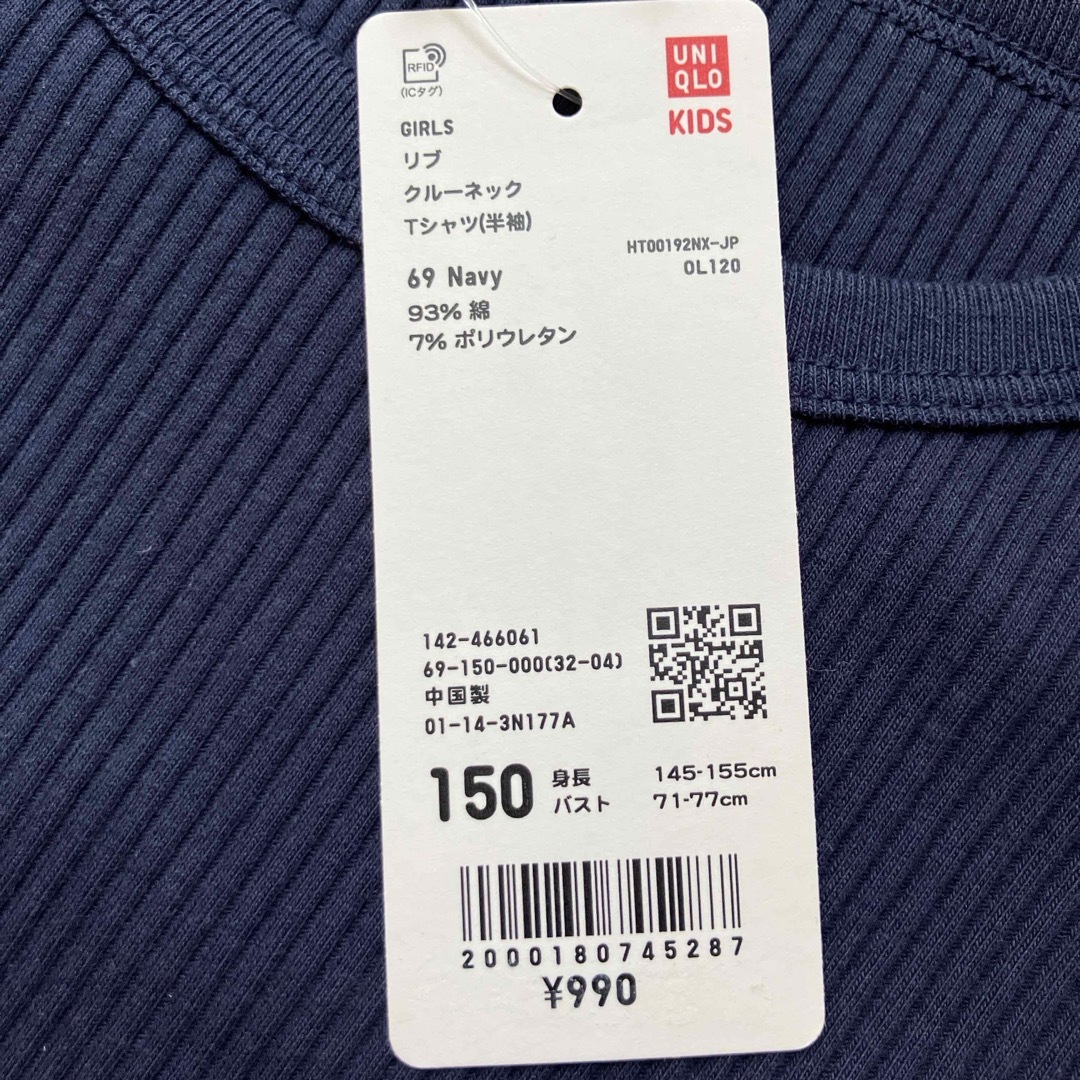 RFID
(ICタグ)
UNI
QLO
KIDS
GIRLS
リブ
クルーネック
Tシャツ(半袖)
HT00192NX-JP
OL120
69 Navy
93% 綿
7% ポリウレタン
142-466061
69-150-000(32-04)
中国製
01-14-3N177A
150
身長 145-155cm
バスト 71-77cm
2000180745287
¥990